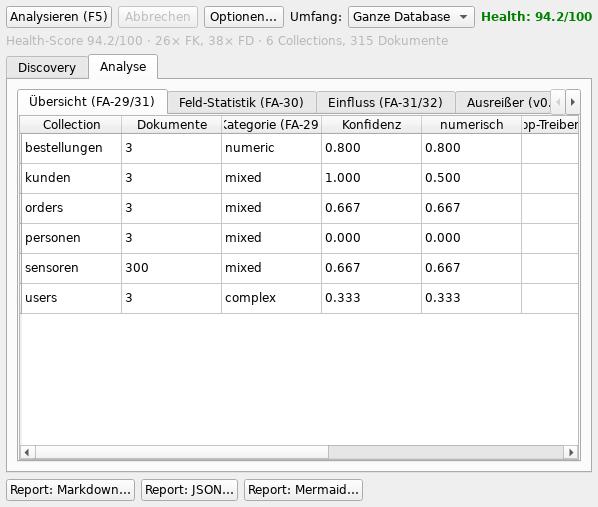 Analysieren (F5) Abbrechen Optionen... Umfang: Ganze Database Health: 94.2/100
Health-Score 94.2/100 · 26× FK, 38× FD · 6 Collections, 315 Dokumente
Discovery Analyse
Übersicht (FA-29/31) Feld-Statistik (FA-30) Einfluss (FA-31/32) Ausreißer (v0.
Collection Dokumente Kategorie (FA-29 Konfidenz numerisch op-Treiber
bestellungen 3 numeric 0.800 0.800
kunden 3 mixed 1.000 0.500
orders 3 mixed 0.667 0.667
personen 3 mixed 0.000 0.000
sensoren 300 mixed 0.667 0.667
users 3 complex 0.333 0.333
Report: Markdown... Report: JSON... Report: Mermaid...